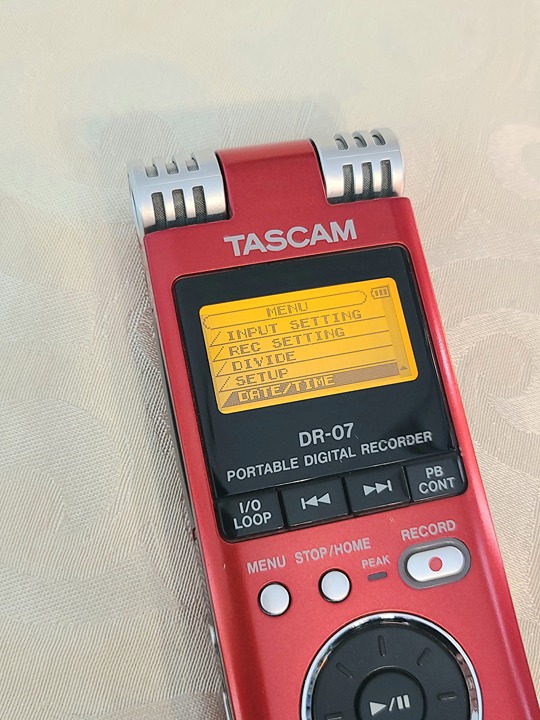 TASCAM
MENU
INPUT SETTING
REC SETTING
DIVIDE
SETUP
DATE/TIME
DR-07
PORTABLE DIGITAL RECORDER
I/O LOOP
PB CONT
MENU STOP/HOME PEAK RECORD